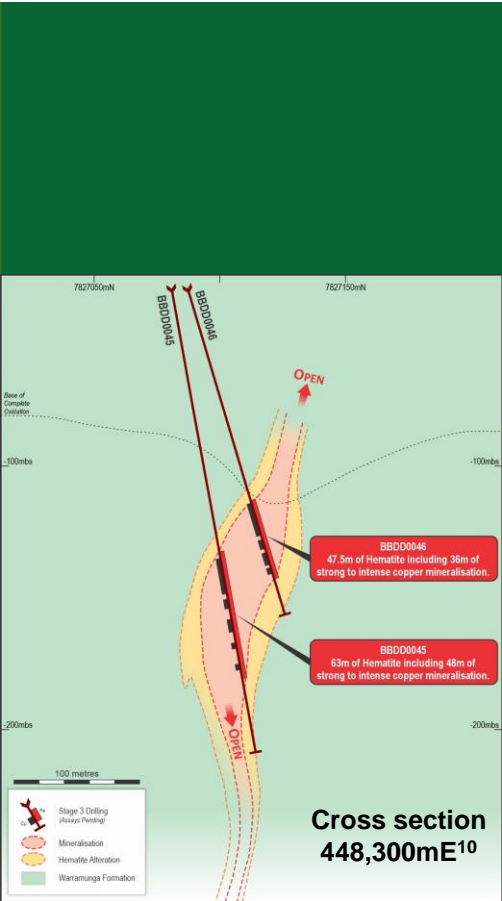 7827050mN
7827150mN
BBDD0045
BBDD0046
OPEN
Base of
Complete
Oxidation
-100mbs
-100mbs
BBDD0046
47.5m of Hematite including 36m of
strong to intense copper mineralisation.
BBDD0045
63m of Hematite including 48m of
strong to intense copper mineralisation.
-200mbs
-200mbs
OPEN
100 metres
Stage 3 Drilling
(Assays Pending)
Fe
Cp
Mineralisation
Hematite Alteration
Warramunga Formation
Cross section
448,300mE¹⁰